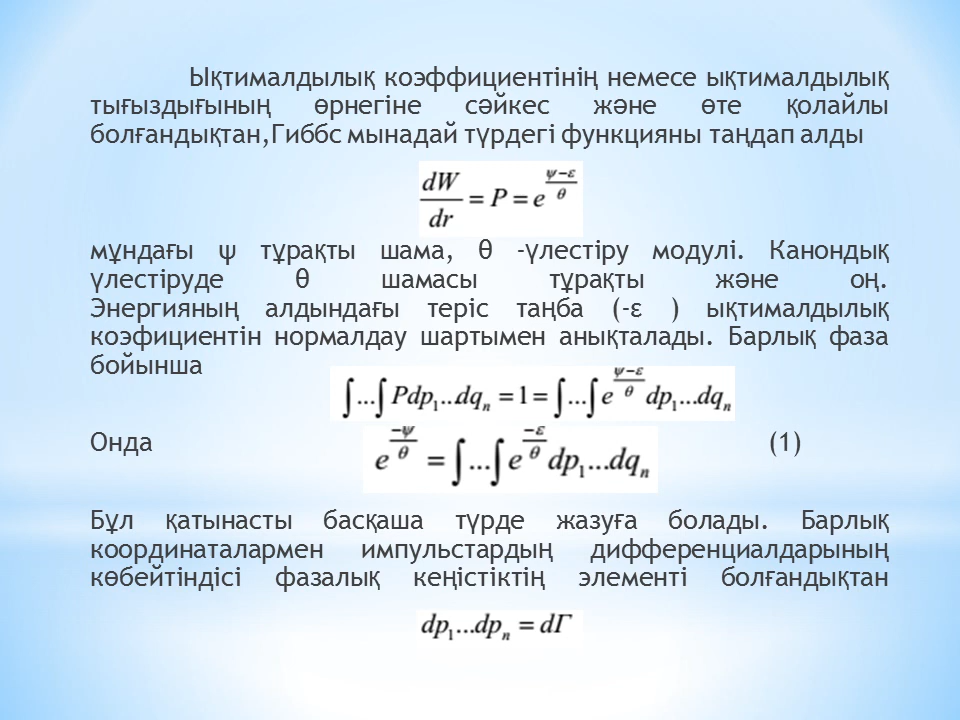 Ықтималдылық коэффициентінің немесе ықтималдылық
тығыздығының өрнегіне сәйкес және өте қолайлы
болғандықтан,Гиббс мынадай түрдегі функцияны таңдап алды
dW/dr = P = e^((ψ−ε)/θ)
мұндағы ψ тұрақты шама, θ -үлестіру модулі. Канондық
үлестіруде θ шамасы тұрақты және оң.
Энергияның алдындағы теріс таңба (-ε ) ықтималдылық
коэфициентін нормалдау шартымен анықталады. Барлық фаза
бойынша
∫...∫ Pdp₁...dqₙ = 1 = ∫...∫ e^((ψ−ε)/θ) dp₁...dqₙ
Онда e^(−ψ/θ) = ∫...∫ e^(−ε/θ) dp₁...dqₙ (1)
Бұл қатынасты басқаша түрде жазуға болады. Барлық
координаталармен импульстардың дифференциалдарының
көбейтіндісі фазалық кеңістіктің элементі болғандықтан
dp₁...dpₙ = dГ